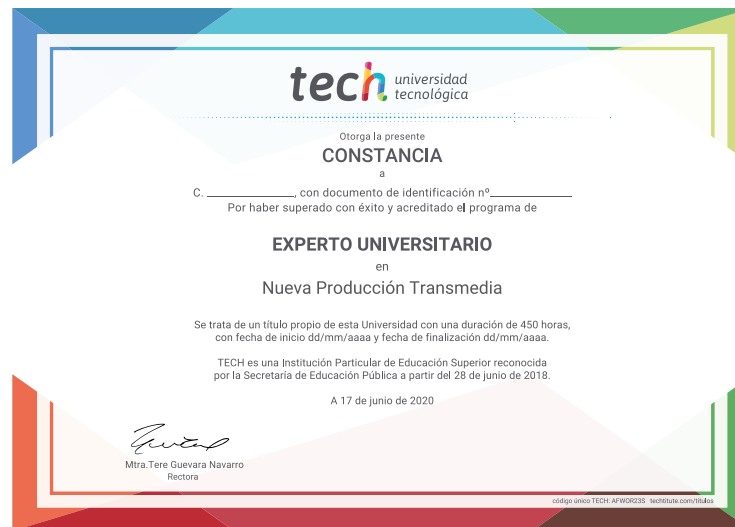 tech universidad
tecnológica
Otorga la presente
CONSTANCIA
a
C. ________________, con documento de identificación nº______________
Por haber superado con éxito y acreditado el programa de
EXPERTO UNIVERSITARIO
en
Nueva Producción Transmedia
Se trata de un título propio de esta Universidad con una duración de 450 horas,
con fecha de inicio dd/mm/aaaa y fecha de finalización dd/mm/aaaa.
TECH es una Institución Particular de Educación Superior reconocida
por la Secretaría de Educación Pública a partir del 28 de junio de 2018.
A 17 de junio de 2020
Mtra.Tere Guevara Navarro
Rectora
código único TECH: AFWOR23S techtitute.com/títulos